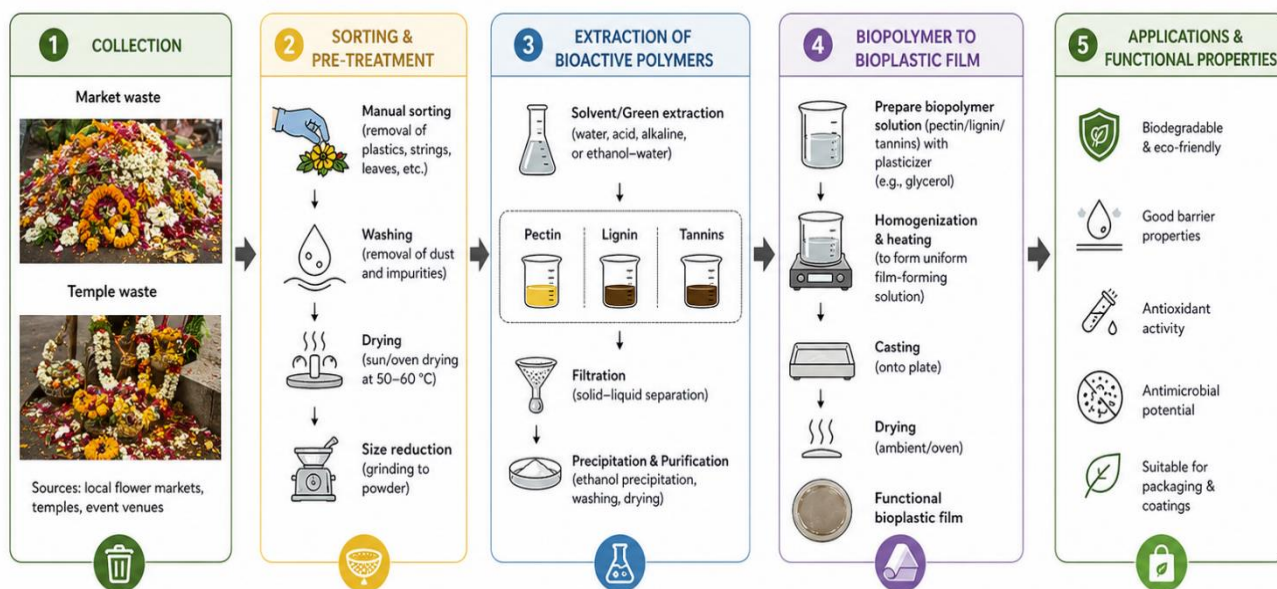 1 COLLECTION
Market waste
Temple waste
Sources: local flower markets,
temples, event venues
2 SORTING &
PRE-TREATMENT
Manual sorting
(removal of
plastics, strings,
leaves, etc.)
Washing
(removal of dust
and impurities)
Drying
(sun/oven drying
at 50–60 °C)
Size reduction
(grinding to
powder)
3 EXTRACTION OF
BIOACTIVE POLYMERS
Solvent/Green extraction
(water, acid, alkaline,
or ethanol–water)
Pectin Lignin Tannins
Filtration
(solid–liquid separation)
Precipitation & Purification
(ethanol precipitation,
washing, drying)
4 BIOPOLYMER TO
BIOPLASTIC FILM
Prepare biopolymer
solution (pectin/lignin/
tannins) with
plasticizer
(e.g., glycerol)
Homogenization
& heating
(to form uniform
film-forming
solution)
Casting
(onto plate)
Drying
(ambient/oven)
Functional
bioplastic film
5 APPLICATIONS &
FUNCTIONAL PROPERTIES
Biodegradable
& eco-friendly
Good barrier
properties
Antioxidant
activity
Antimicrobial
potential
Suitable for
packaging &
coatings